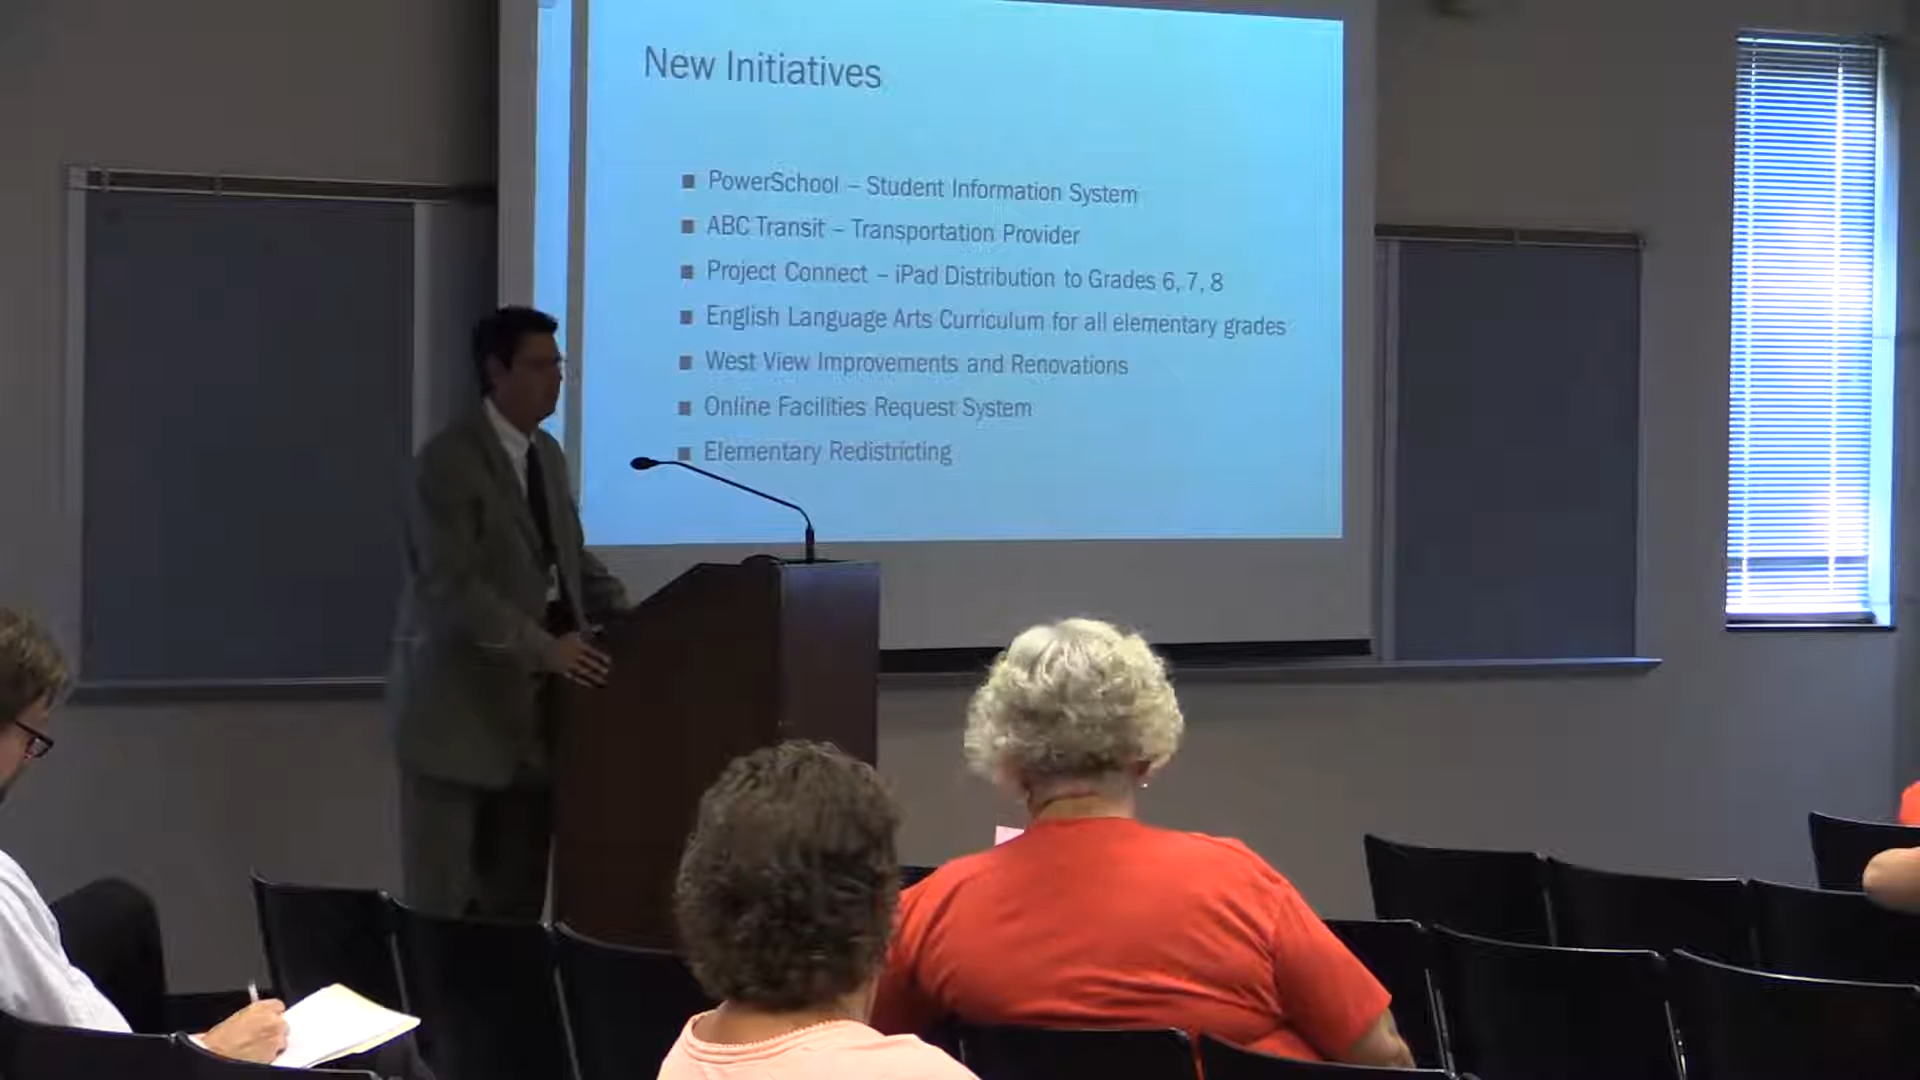 New Initiatives
PowerSchool – Student Information System
ABC Transit – Transportation Provider
Project Connect – iPad Distribution to Grades 6, 7, 8
English Language Arts Curriculum for all elementary grades
West View Improvements and Renovations
Online Facilities Request System
Elementary Redistricting